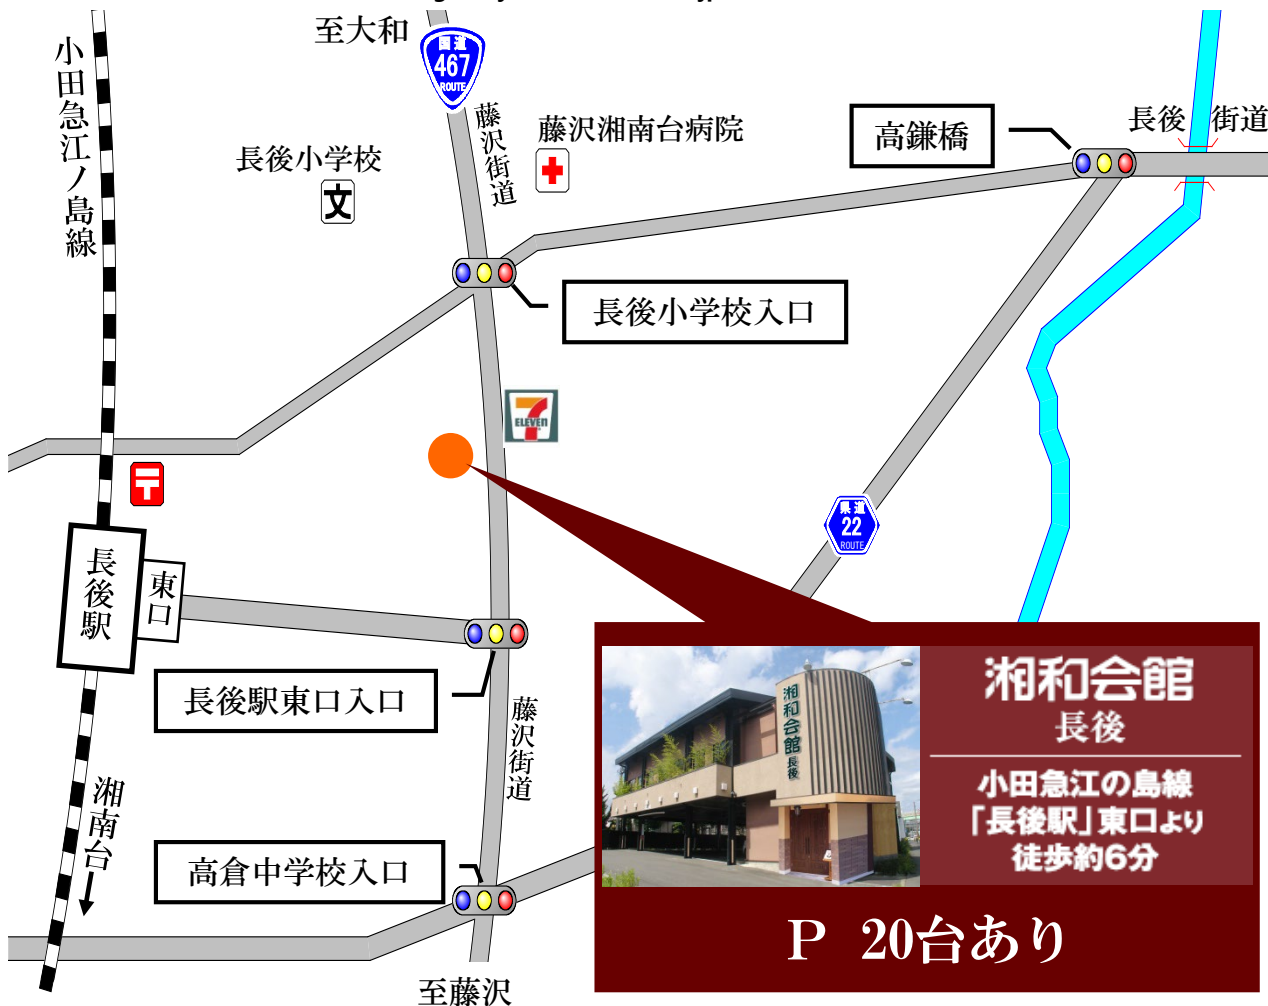 至大和
国道
467
ROUTE
小田急江ノ島線
藤沢街道
藤沢湘南台病院
高鎌橋
長後 街道
長後小学校
文
長後小学校入口
7
ELEVEN
〒
県道
22
ROUTE
長後駅
東口
長後駅東口入口
藤沢街道
湘南台
高倉中学校入口
至藤沢
湘和会館長後
湘和会館
長後
小田急江の島線
「長後駅」東口より
徒歩約6分
P 20台あり